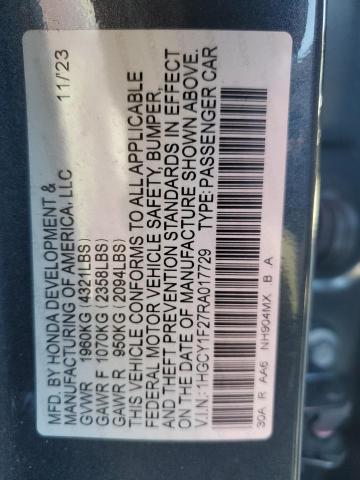 MFD. BY HONDA DEVELOPMENT & 11/'23
MANUFACTURING OF AMERICA, LLC
GVWR 1960KG (4321LBS)
GAWR F 1070KG (2358LBS)
GAWR R 950KG (2094LBS)
THIS VEHICLE CONFORMS TO ALL APPLICABLE
FEDERAL MOTOR VEHICLE SAFETY, BUMPER,
AND THEFT PREVENTION STANDARDS IN EFFECT
ON THE DATE OF MANUFACTURE SHOWN ABOVE.
V.I.N.:1HGCY1F27RA017729 TYPE:PASSENGER CAR
30A R AA6 NH904MX B A